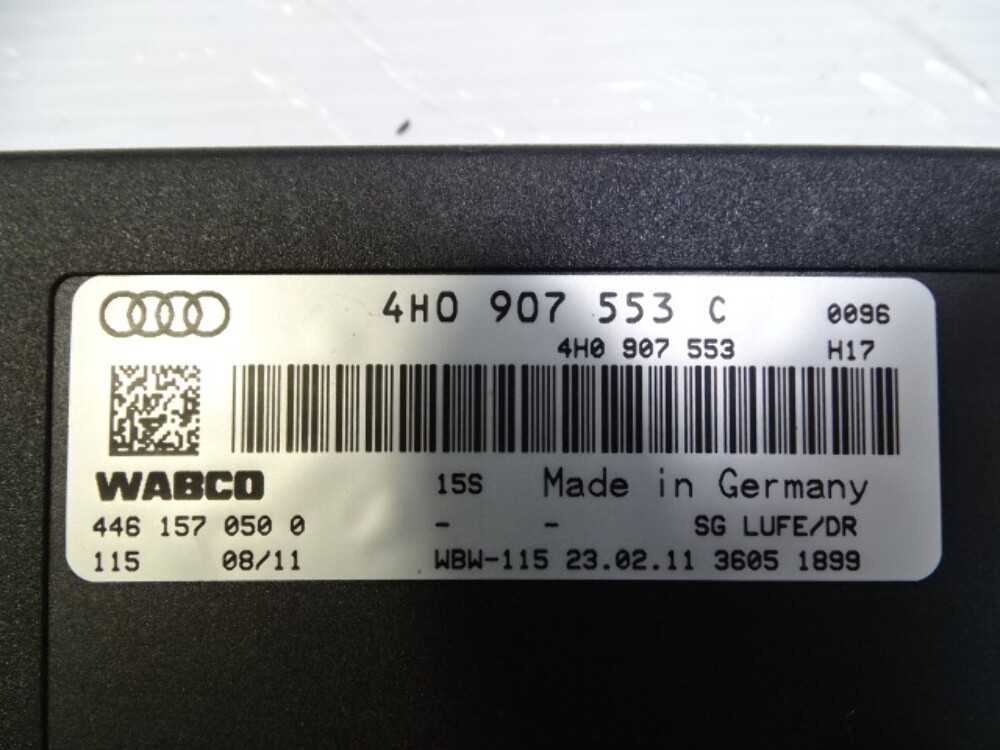 4H0 907 553 C 0096
4H0 907 553 H17
WABCO 15S Made in Germany
446 157 050 0 - - SG LUFE/DR
115 08/11 WBW-115 23.02.11 3605 1899